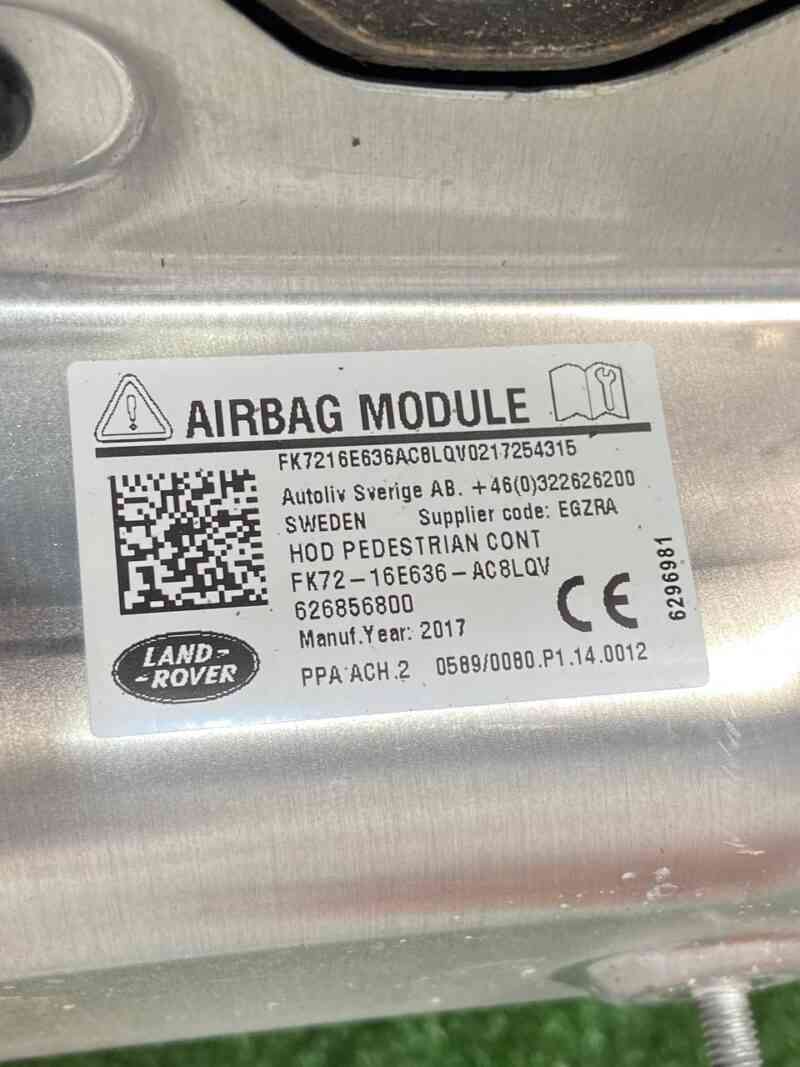 AIRBAG MODULE
FK7216E636AC8LQV0217254315
Autoliv Sverige AB. +46(0)322626200
SWEDEN Supplier code: EGZRA
HOD PEDESTRIAN CONT
FK72-16E636-AC8LQV
626856800
Manuf.Year: 2017
PPA ACH.2 0589/0080.P1.14.0012
LAND-
-ROVER
CE
6296981